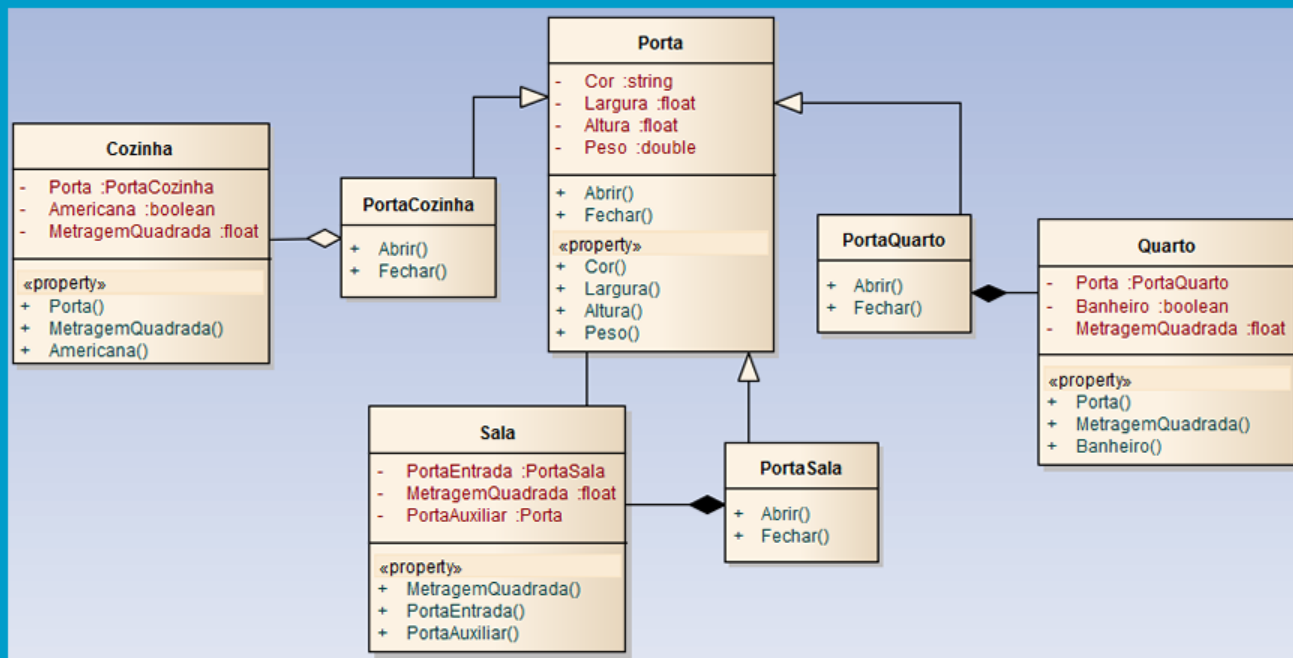 Porta
- Cor :string
- Largura :float
- Altura :float
- Peso :double
+ Abrir()
+ Fechar()
«property»
+ Cor()
+ Largura()
+ Altura()
+ Peso()
Cozinha
- Porta :PortaCozinha
- Americana :boolean
- MetragemQuadrada :float
«property»
+ Porta()
+ MetragemQuadrada()
+ Americana()
PortaCozinha
+ Abrir()
+ Fechar()
PortaQuarto
+ Abrir()
+ Fechar()
Quarto
- Porta :PortaQuarto
- Banheiro :boolean
- MetragemQuadrada :float
«property»
+ Porta()
+ MetragemQuadrada()
+ Banheiro()
Sala
- PortaEntrada :PortaSala
- MetragemQuadrada :float
- PortaAuxiliar :Porta
«property»
+ MetragemQuadrada()
+ PortaEntrada()
+ PortaAuxiliar()
PortaSala
+ Abrir()
+ Fechar()